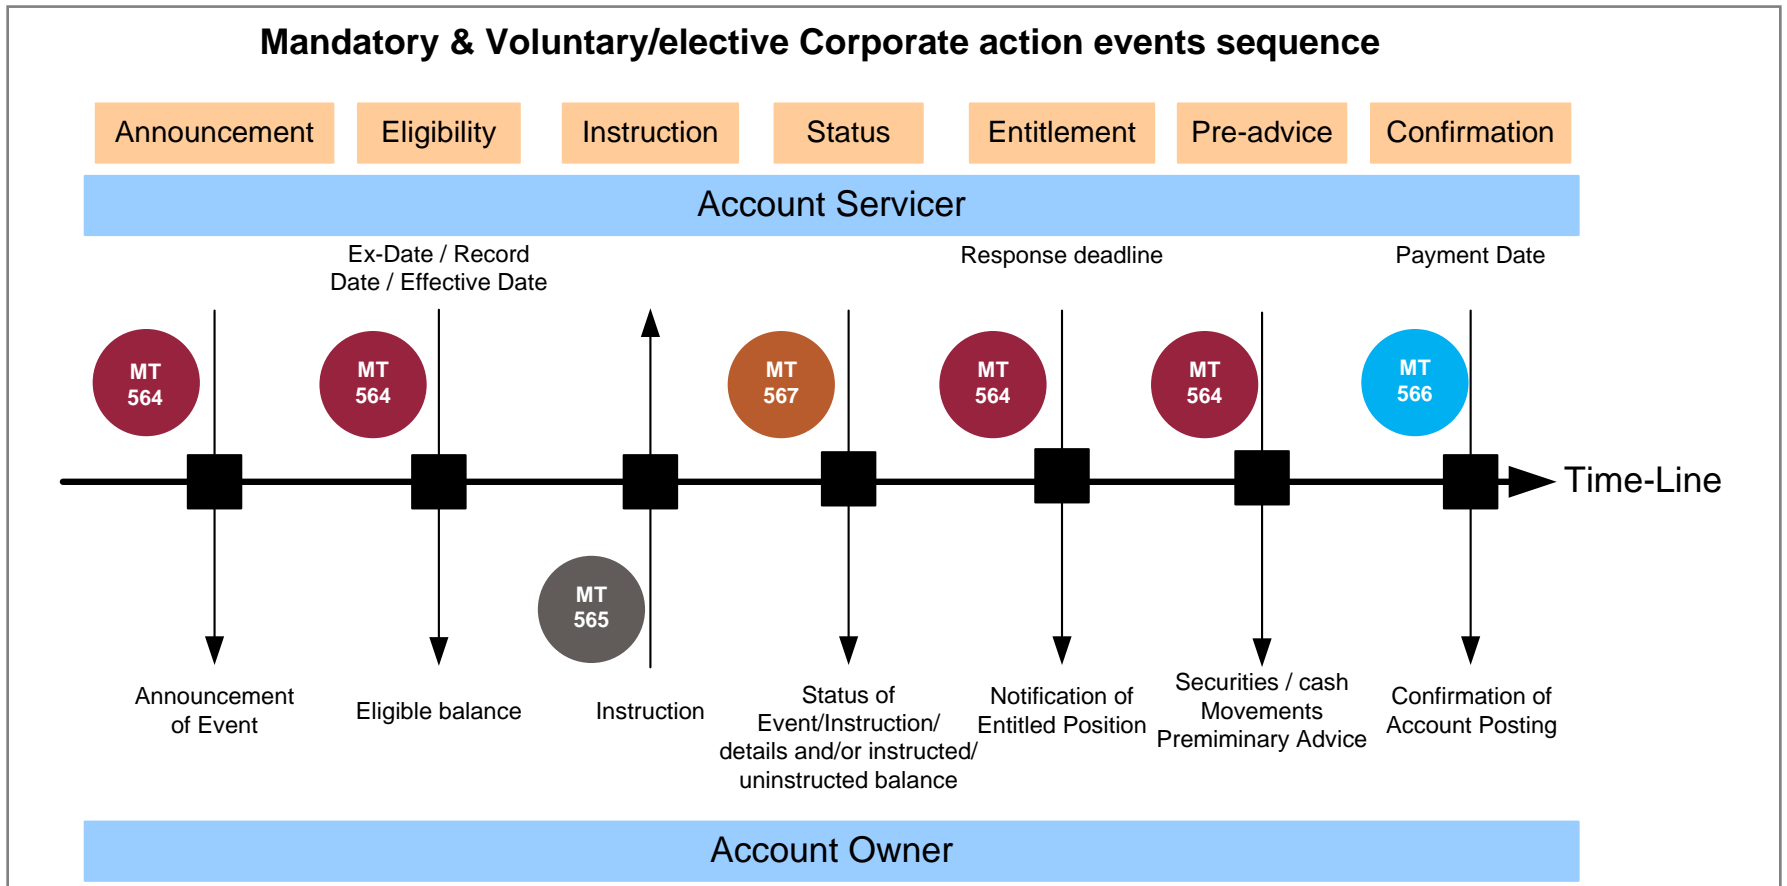 Mandatory & Voluntary/elective Corporate action events sequence
Announcement
Eligibility
Instruction
Status
Entitlement
Pre-advice
Confirmation
Account Servicer
Ex-Date / Record
Date / Effective Date
Response deadline
Payment Date
MT
564
MT
564
MT
567
MT
564
MT
564
MT
566
Time-Line
MT
565
Announcement
of Event
Eligible balance
Instruction
Status of
Event/Instruction/
details and/or instructed/
uninstructed balance
Notification of
Entitled Position
Securities / cash
Movements
Premiminary Advice
Confirmation of
Account Posting
Account Owner